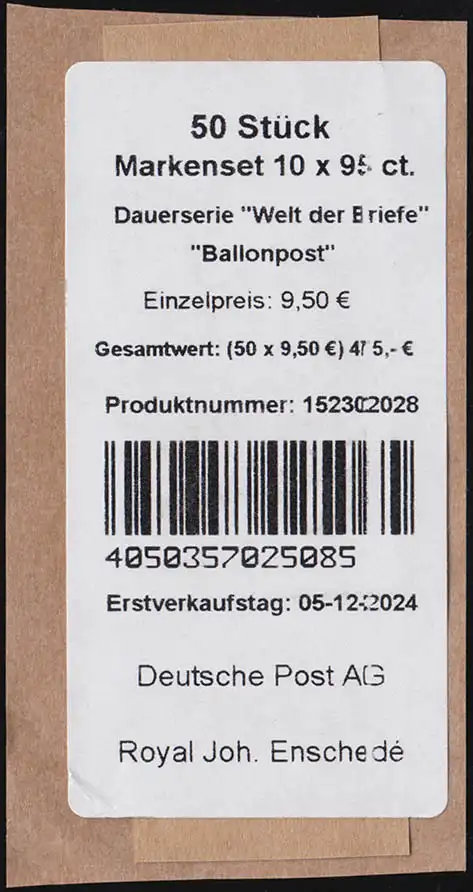 50 Stück
Markenset 10 x 95 ct.
Dauerserie "Welt der Briefe"
"Ballonpost"
Einzelpreis: 9,50 €
Gesamtwert: (50 x 9,50 €) 475,- €
Produktnummer: 152302028
4050357025085
Erstverkaufstag: 05-12-2024
Deutsche Post AG
Royal Joh. Enschedé